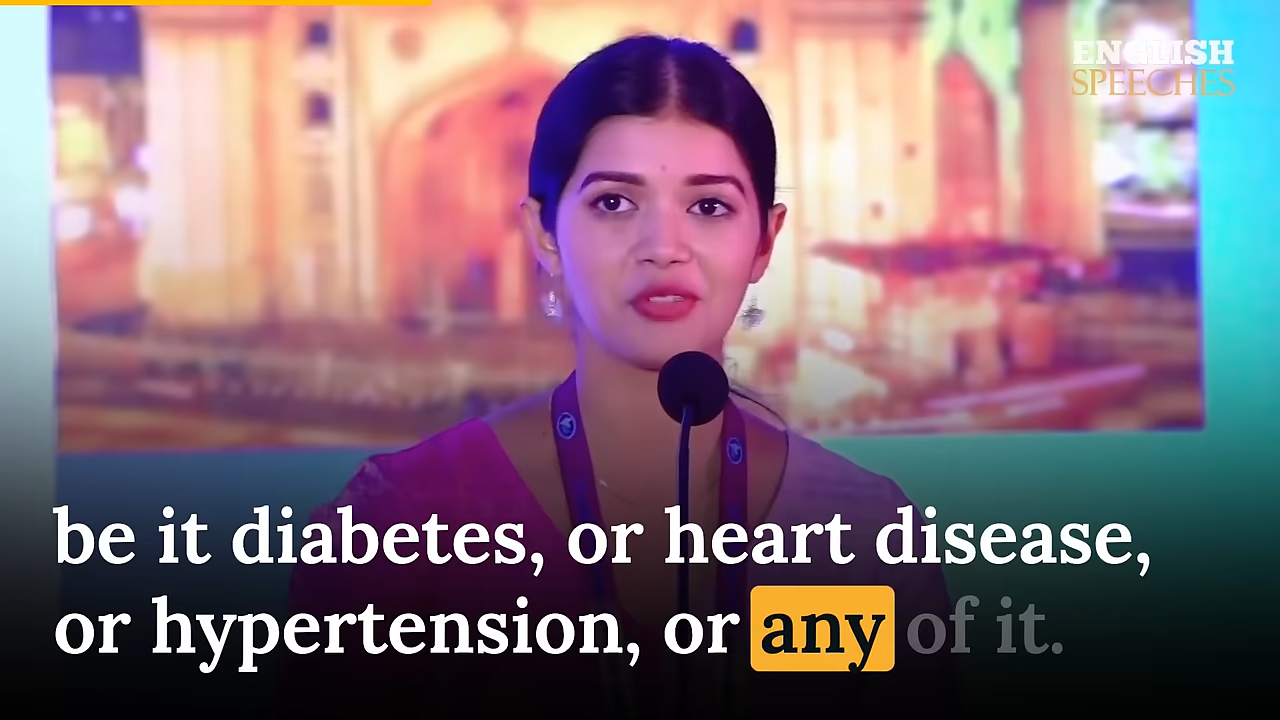 ENGLISH
SPEECHES
be it diabetes, or heart disease,
or hypertension, or any of it.